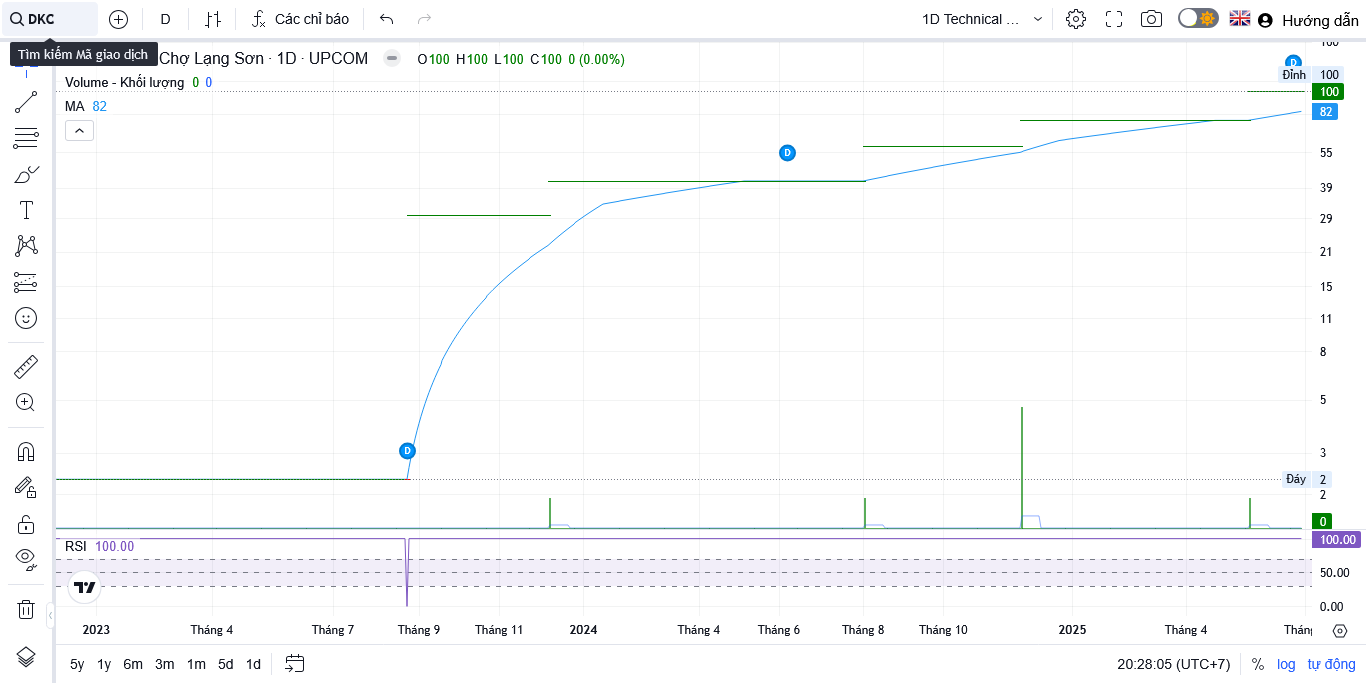 DKC
D
Các chỉ báo
1D Technical ...
Hướng dẫn
Tìm kiếm Mã giao dịch
Chợ Lạng Sơn · 1D · UPCOM
O100 H100 L100 C100 0 (0.00%)
Volume - Khối lượng 0 0
MA 82
D
D
D
100
Đỉnh 100
100
82
55
39
29
21
15
11
8
5
3
Đáy 2
2
0
RSI 100.00
100.00
50.00
0.00
2023 Tháng 4 Tháng 7 Tháng 9 Tháng 11 2024 Tháng 4 Tháng 6 Tháng 8 Tháng 10 2025 Tháng 4 Thán
5y 1y 6m 3m 1m 5d 1d
20:28:05 (UTC+7) % log tự động